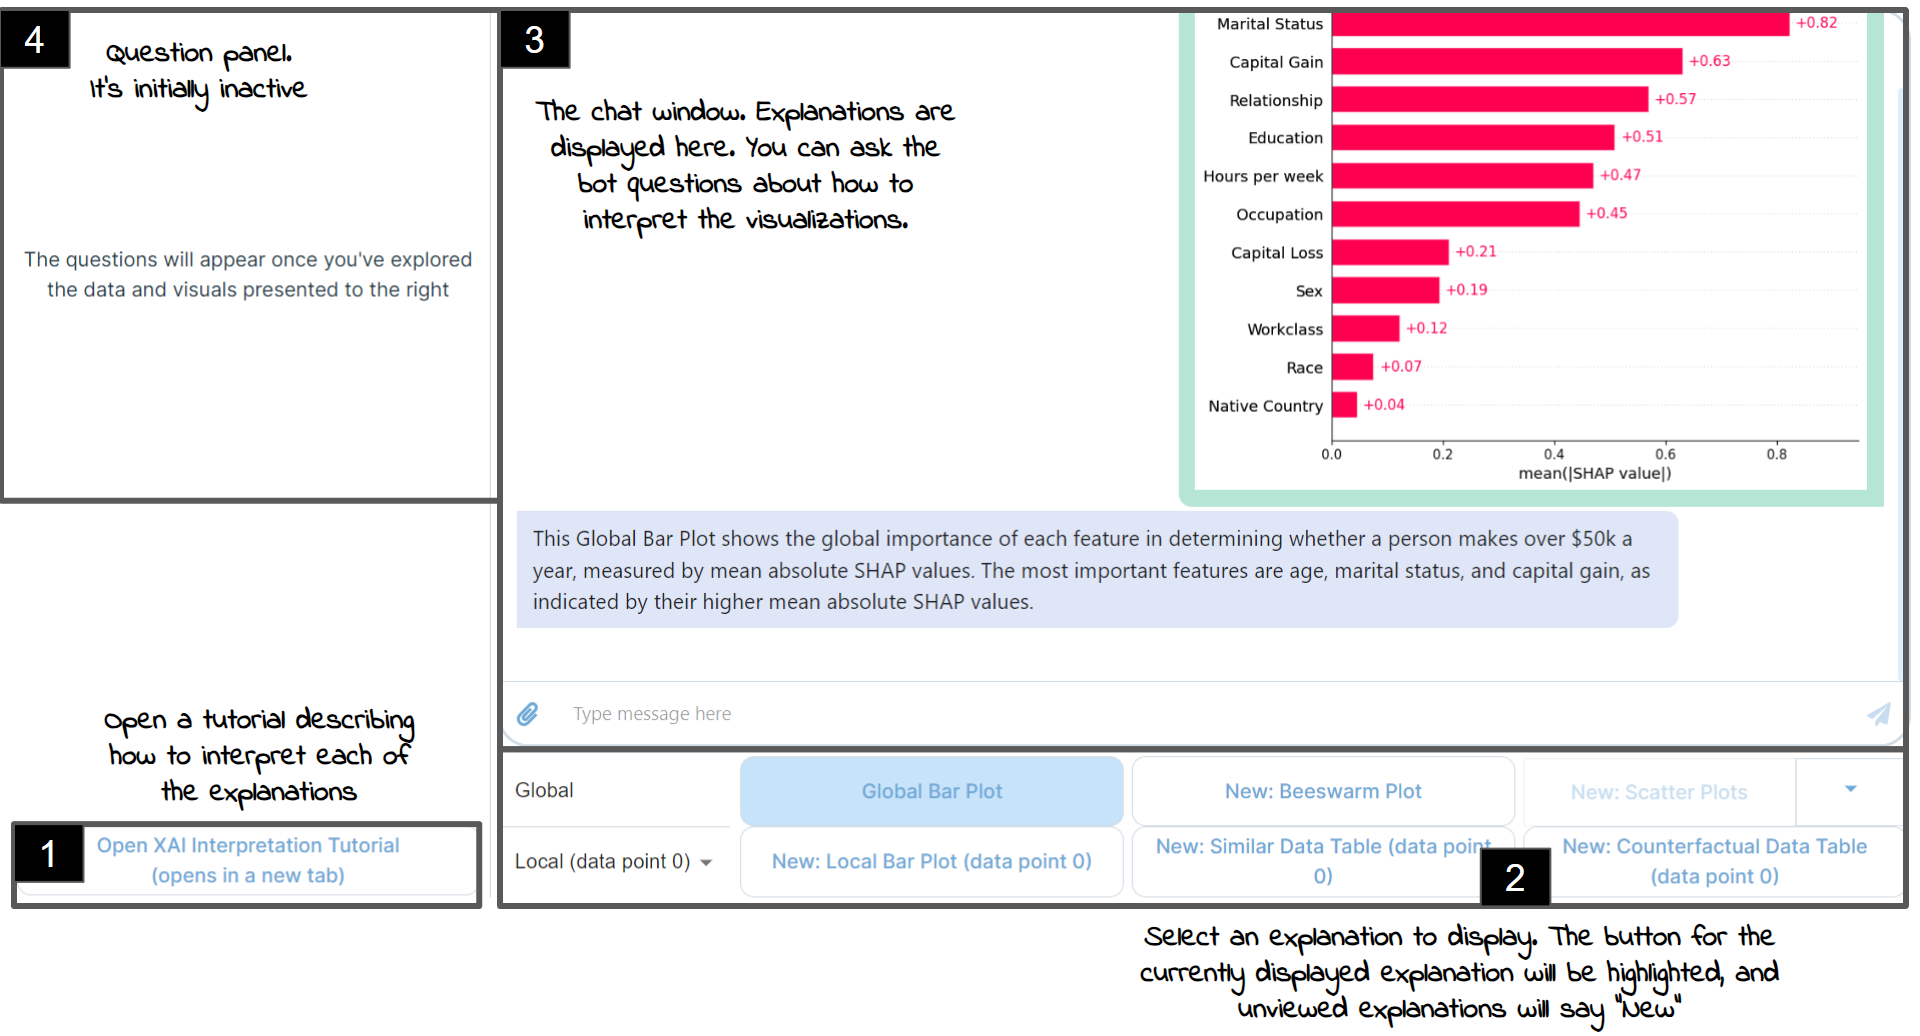 4
Question panel.
It's initially inactive
The questions will appear once you've explored
the data and visuals presented to the right
Open a tutorial describing
how to interpret each of
the explanations
1
Open XAI Interpretation Tutorial
(opens in a new tab)
3
The chat window. Explanations are
displayed here. You can ask the
bot questions about how to
interpret the visualizations.
Marital Status +0.82
Capital Gain +0.63
Relationship +0.57
Education +0.51
Hours per week +0.47
Occupation +0.45
Capital Loss +0.21
Sex +0.19
Workclass +0.12
Race +0.07
Native Country +0.04
0.0 0.2 0.4 0.6 0.8
mean(|SHAP value|)
This Global Bar Plot shows the global importance of each feature in determining whether a person makes over $50k a
year, measured by mean absolute SHAP values. The most important features are age, marital status, and capital gain, as
indicated by their higher mean absolute SHAP values.
Type message here
Global
Global Bar Plot
New: Beeswarm Plot
New: Scatter Plots
Local (data point 0)
New: Local Bar Plot (data point 0)
New: Similar Data Table (data point
0)
New: Counterfactual Data Table
(data point 0)
2
Select an explanation to display. The button for the
currently displayed explanation will be highlighted, and
unviewed explanations will say "New"